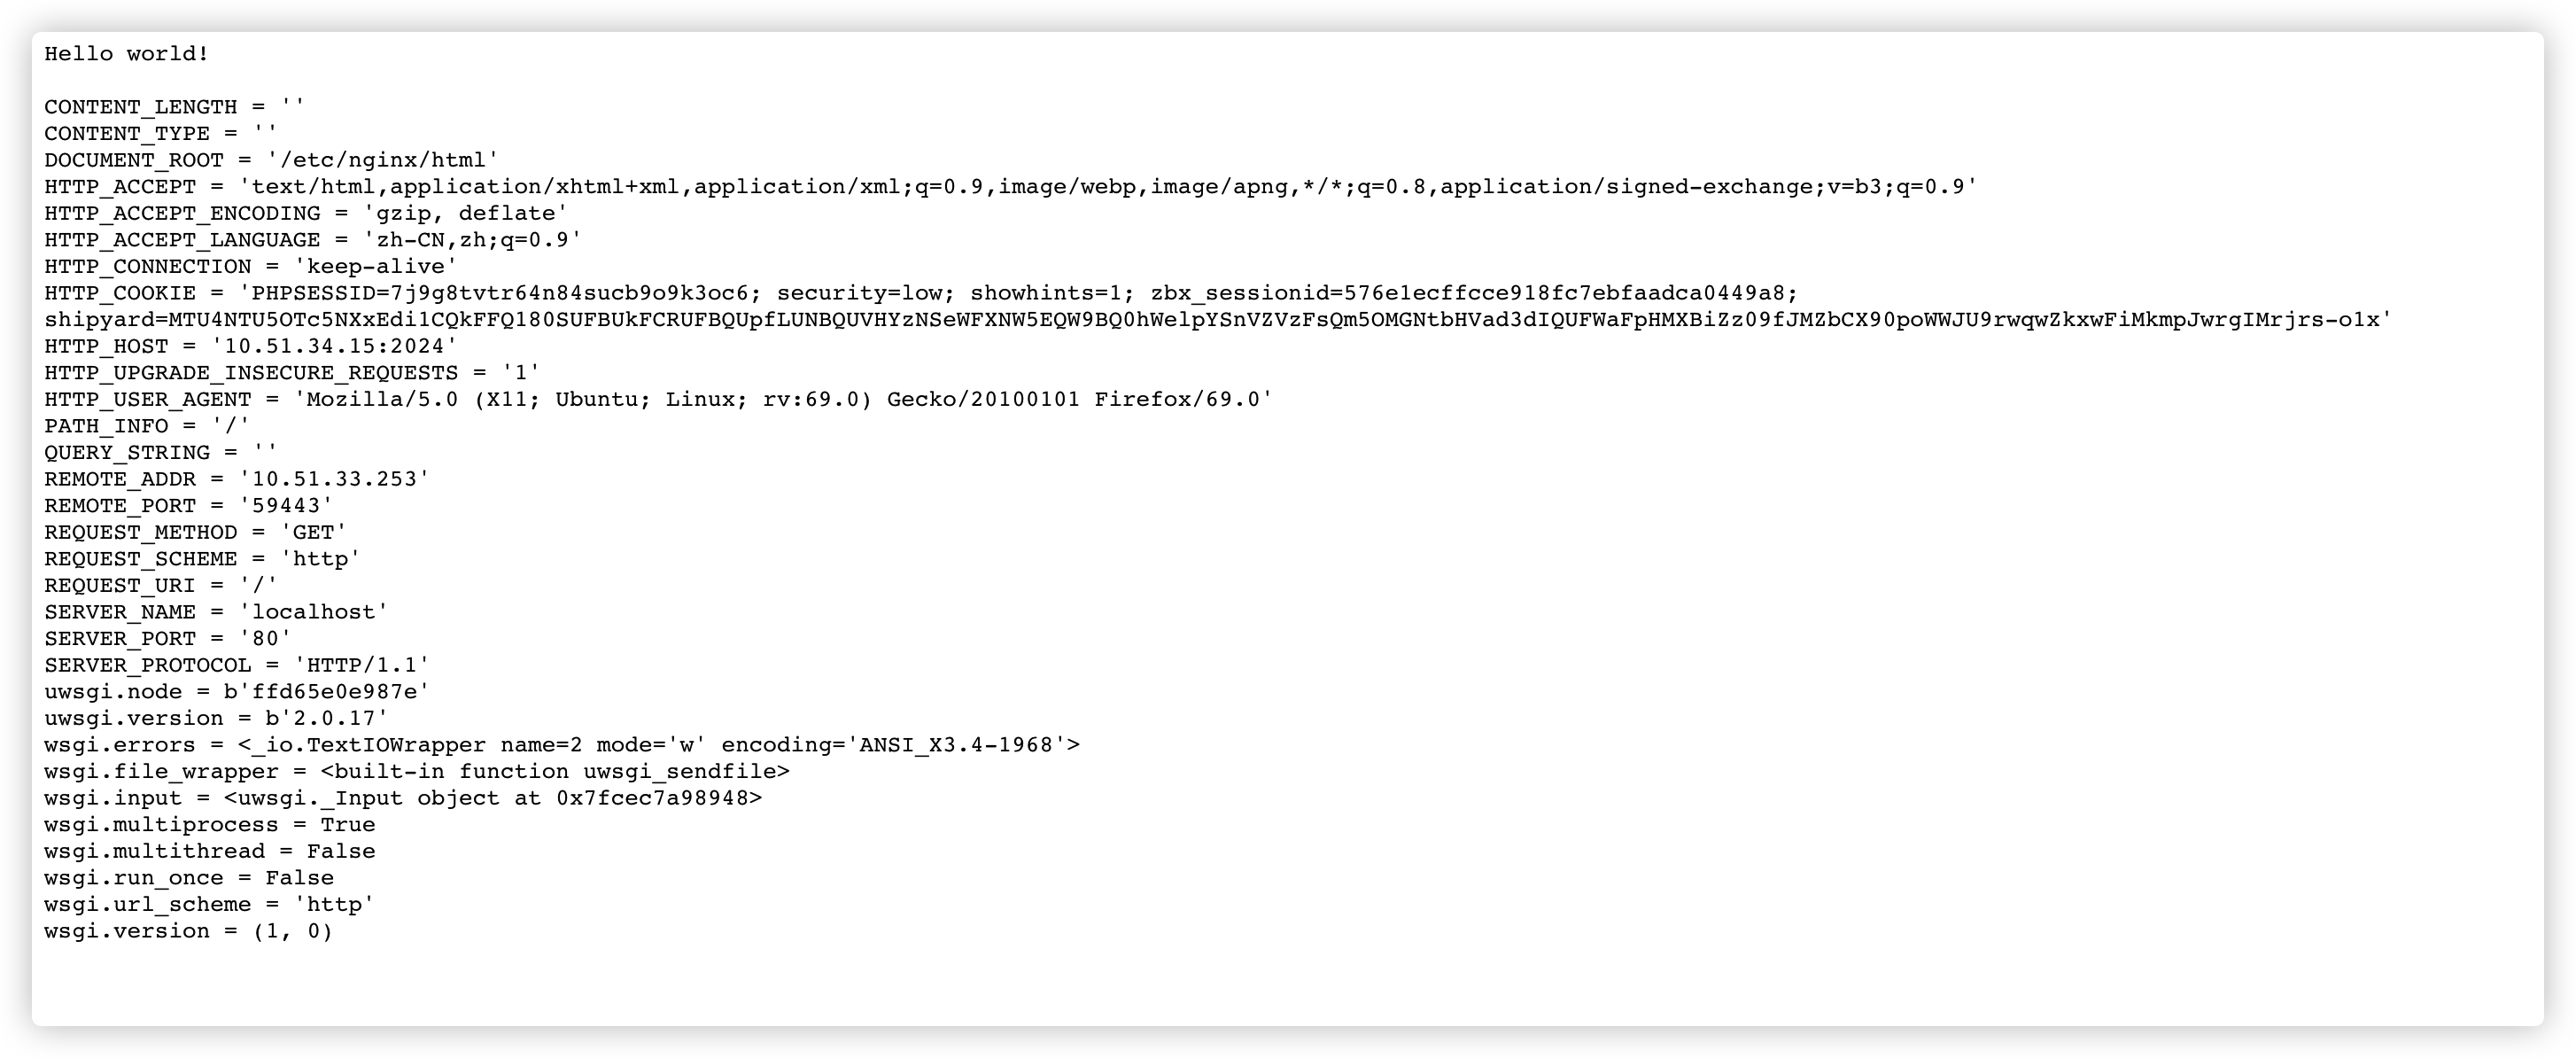 Hello world!
CONTENT_LENGTH = ''
CONTENT_TYPE = ''
DOCUMENT_ROOT = '/etc/nginx/html'
HTTP_ACCEPT = 'text/html,application/xhtml+xml,application/xml;q=0.9,image/webp,image/apng,*/*;q=0.8,application/signed-exchange;v=b3;q=0.9'
HTTP_ACCEPT_ENCODING = 'gzip, deflate'
HTTP_ACCEPT_LANGUAGE = 'zh-CN,zh;q=0.9'
HTTP_CONNECTION = 'keep-alive'
HTTP_COOKIE = 'PHPSESSID=7j9g8tvtr64n84sucb9o9k3oc6; security=low; showhints=1; zbx_sessionid=576e1ecffcce918fc7ebfaadca0449a8;
shipyard=MTU4NTU5OTc5NXxEdi1CQkFFQ180SUFBUkFCRUFBQUpfLUNBQUVHYzNSeWFXNW5EQW9BQ0hWelpYSnVZVzFsQm5OMGNtbHVad3dIQUFWaFpHMXBiZz09fJMZbCX90poWWJU9rwqwZkxwFiMkmpJwrgIMrjrs-o1x'
HTTP_HOST = '10.51.34.15:2024'
HTTP_UPGRADE_INSECURE_REQUESTS = '1'
HTTP_USER_AGENT = 'Mozilla/5.0 (X11; Ubuntu; Linux; rv:69.0) Gecko/20100101 Firefox/69.0'
PATH_INFO = '/'
QUERY_STRING = ''
REMOTE_ADDR = '10.51.33.253'
REMOTE_PORT = '59443'
REQUEST_METHOD = 'GET'
REQUEST_SCHEME = 'http'
REQUEST_URI = '/'
SERVER_NAME = 'localhost'
SERVER_PORT = '80'
SERVER_PROTOCOL = 'HTTP/1.1'
uwsgi.node = b'ffd65e0e987e'
uwsgi.version = b'2.0.17'
wsgi.errors = <_io.TextIOWrapper name=2 mode='w' encoding='ANSI_X3.4-1968'>
wsgi.file_wrapper = <built-in function uwsgi_sendfile>
wsgi.input = <uwsgi._Input object at 0x7fcec7a98948>
wsgi.multiprocess = True
wsgi.multithread = False
wsgi.run_once = False
wsgi.url_scheme = 'http'
wsgi.version = (1, 0)